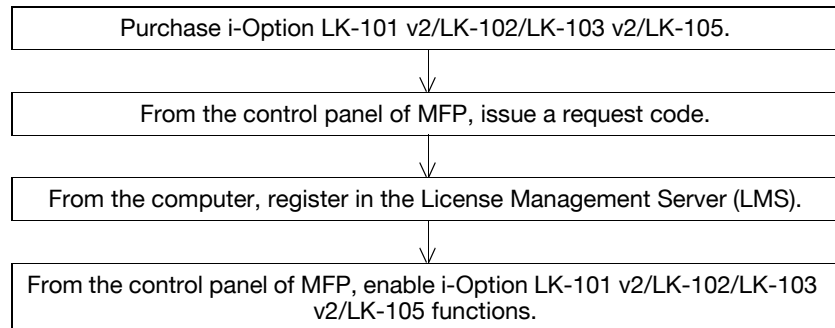 Purchase i-Option LK-101 v2/LK-102/LK-103 v2/LK-105.
From the control panel of MFP, issue a request code.
From the computer, register in the License Management Server (LMS).
From the control panel of MFP, enable i-Option LK-101 v2/LK-102/LK-103
v2/LK-105 functions.